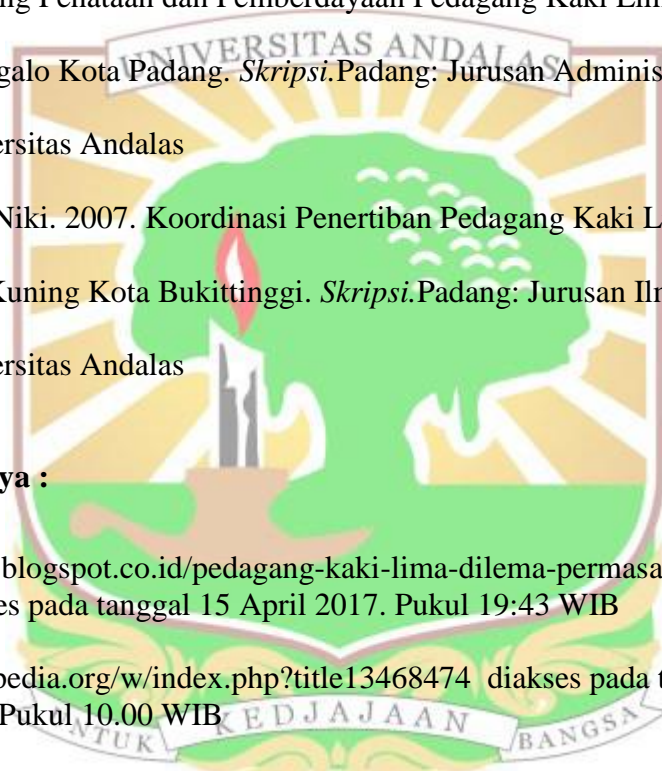 ng Penataan dan Pemberdayaan Pedagang Kaki Lim
UNIVERSITAS ANDALAS
galo Kota Padang. Skripsi.Padang: Jurusan Adminis
ersitas Andalas
Niki. 2007. Koordinasi Penertiban Pedagang Kaki L
Kuning Kota Bukittinggi. Skripsi.Padang: Jurusan Iln
ersitas Andalas
ya :
blogspot.co.id/pedagang-kaki-lima-dilema-permasa
es pada tanggal 15 April 2017. Pukul 19:43 WIB
pedia.org/w/index.php?title13468474 diakses pada t
Pukul 10.00 WIB
UNTUK KEDJAJAAN BANGSA